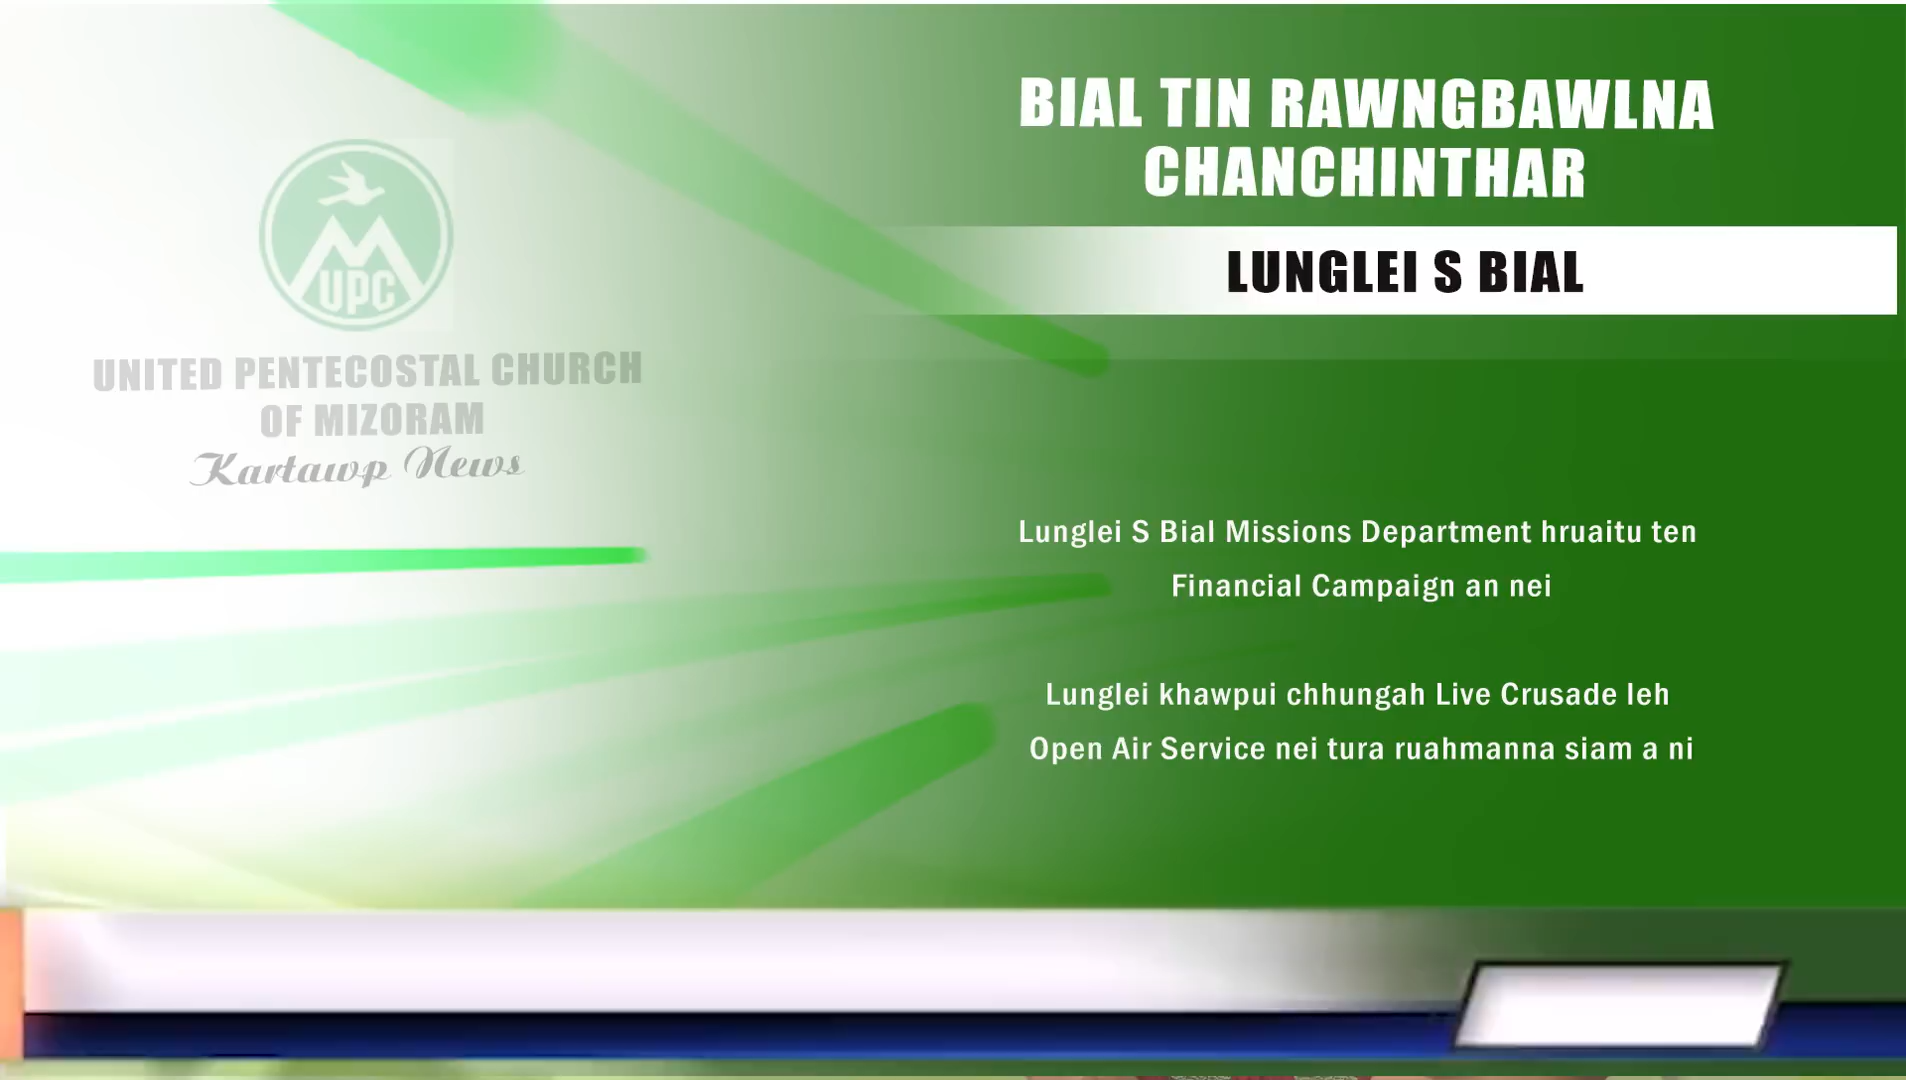 UPC
UNITED PENTECOSTAL CHURCH
OF MIZORAM
Kartawp News
BIAL TIN RAWNGBAWLNA
CHANCHINTHAR
LUNGLEI S BIAL
Lunglei S Bial Missions Department hruaitu ten
Financial Campaign an nei
Lunglei khawpui chhungah Live Crusade leh
Open Air Service nei tura ruahmanna siam a ni